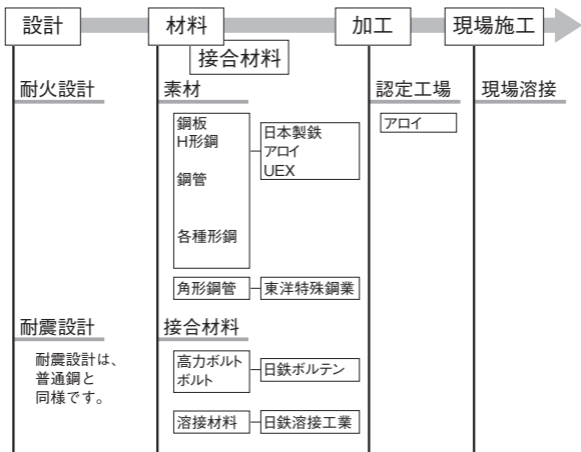 設計
材料
加工
現場施工
接合材料
耐火設計
素材
認定工場
現場溶接
鋼板
H形鋼
鋼管
各種形鋼
日本製鉄
アロイ
UEX
アロイ
角形鋼管
東洋特殊鋼業
耐震設計
耐震設計は、
普通鋼と
同様です。
接合材料
高力ボルト
ボルト
日鉄ボルテン
溶接材料
日鉄溶接工業